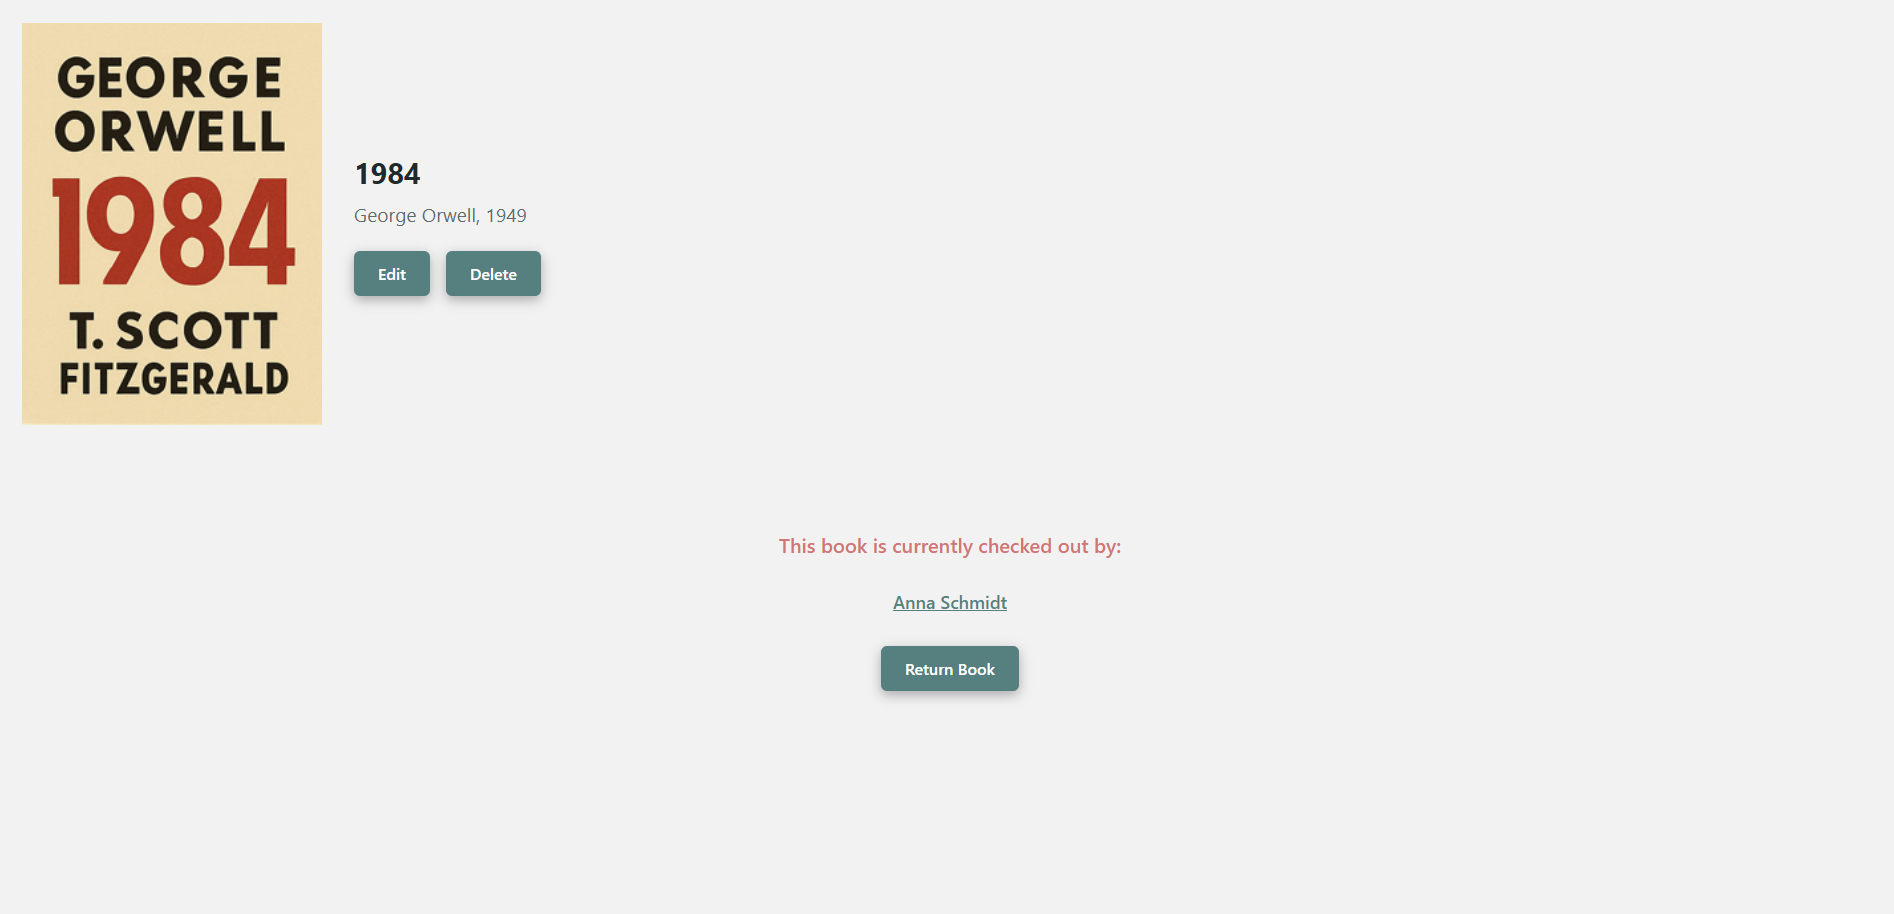 GEORGE
ORWELL
1984
T. SCOTT
FITZGERALD
1984
George Orwell, 1949
Edit Delete
This book is currently checked out by:
Anna Schmidt
Return Book